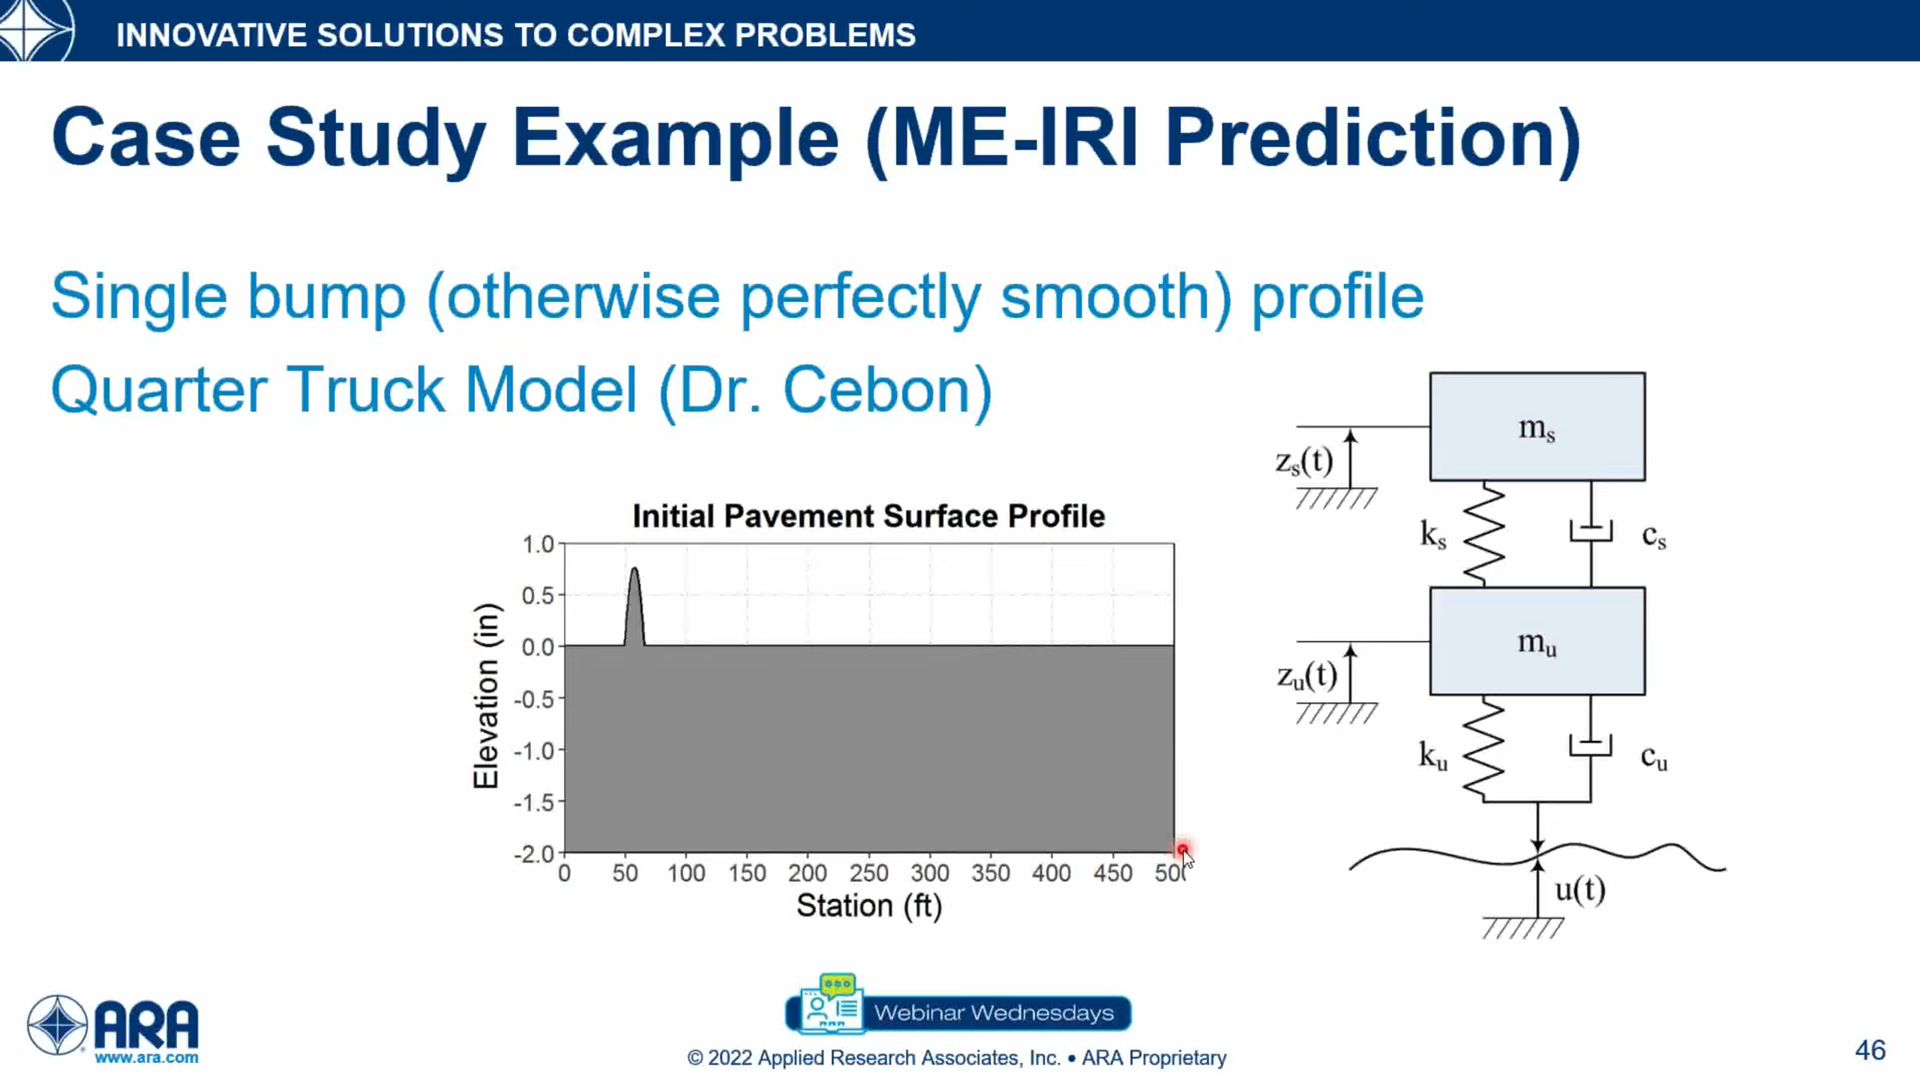 INNOVATIVE SOLUTIONS TO COMPLEX PROBLEMS
Case Study Example (ME-IRI Prediction)
Single bump (otherwise perfectly smooth) profile
Quarter Truck Model (Dr. Cebon)
Initial Pavement Surface Profile
1.0
0.5
0.0
-0.5
-1.0
-1.5
-2.0
Elevation (in)
0 50 100 150 200 250 300 350 400 450 500
Station (ft)
ms
zs(t)
ks cs
mu
zu(t)
ku cu
u(t)
ARA
www.ara.com
ARA
Webinar Wednesdays
© 2022 Applied Research Associates, Inc. • ARA Proprietary
46